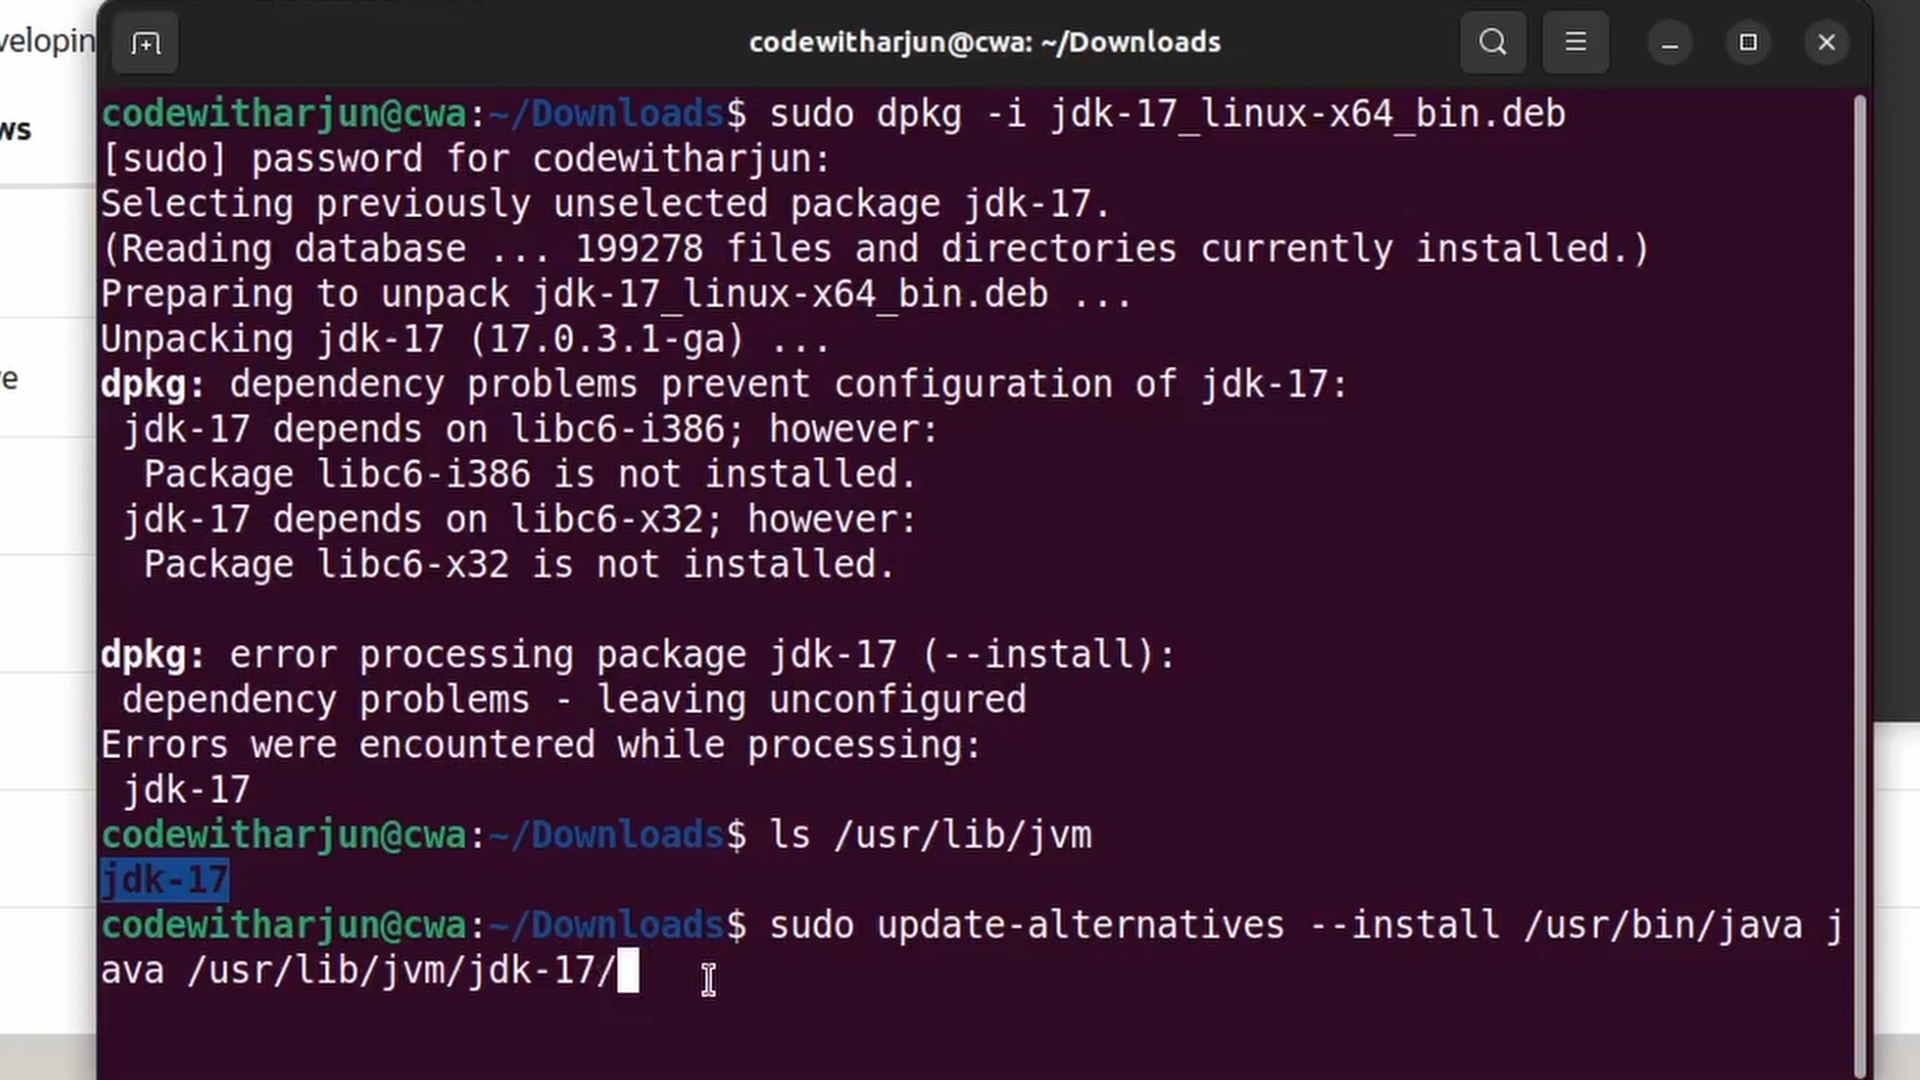 codewitharjun@cwa: ~/Downloads
veloping
ws
codewitharjun@cwa:~/Downloads$ sudo dpkg -i jdk-17_linux-x64_bin.deb
[sudo] password for codewitharjun:
Selecting previously unselected package jdk-17.
(Reading database ... 199278 files and directories currently installed.)
Preparing to unpack jdk-17_linux-x64_bin.deb ...
Unpacking jdk-17 (17.0.3.1-ga) ...
e
dpkg: dependency problems prevent configuration of jdk-17:
 jdk-17 depends on libc6-i386; however:
  Package libc6-i386 is not installed.
 jdk-17 depends on libc6-x32; however:
  Package libc6-x32 is not installed.
dpkg: error processing package jdk-17 (--install):
 dependency problems - leaving unconfigured
Errors were encountered while processing:
 jdk-17
codewitharjun@cwa:~/Downloads$ ls /usr/lib/jvm
jdk-17
codewitharjun@cwa:~/Downloads$ sudo update-alternatives --install /usr/bin/java j
ava /usr/lib/jvm/jdk-17/